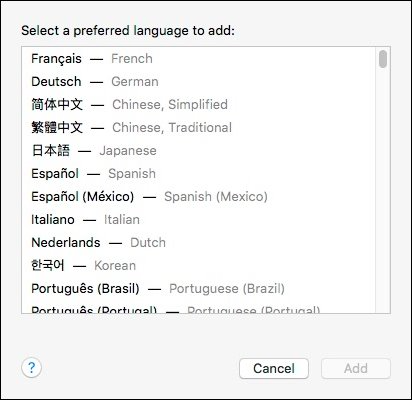 Select a preferred language to add:
Français — French
Deutsch — German
简体中文 — Chinese, Simplified
繁體中文 — Chinese, Traditional
日本語 — Japanese
Español — Spanish
Español (México) — Spanish (Mexico)
Italiano — Italian
Nederlands — Dutch
한국어 — Korean
Português (Brasil) — Portuguese (Brazil)
Português (Portugal) — Portuguese (Portugal)
? Cancel Add